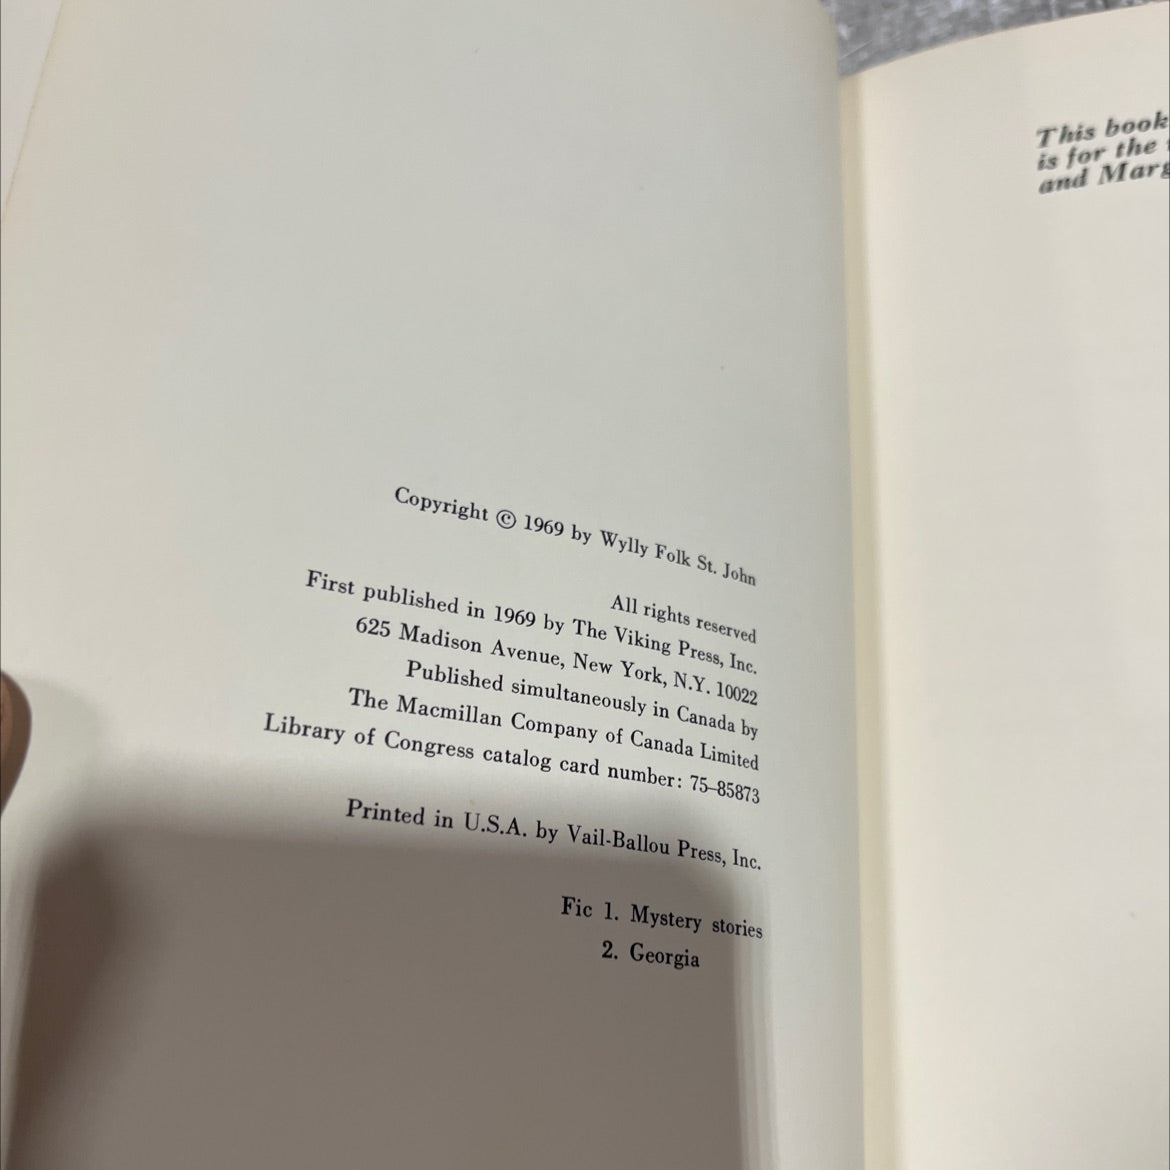 Copyright © 1969 by Wylly Folk St. John
All rights reserved
First published in 1969 by The Viking Press, Inc.
625 Madison Avenue, New York, N.Y. 10022
Published simultaneously in Canada by
The Macmillan Company of Canada Limited
Library of Congress catalog card number: 75–85873
Printed in U.S.A. by Vail-Ballou Press, Inc.
Fic 1. Mystery stories
2. Georgia
This book
is for the
and